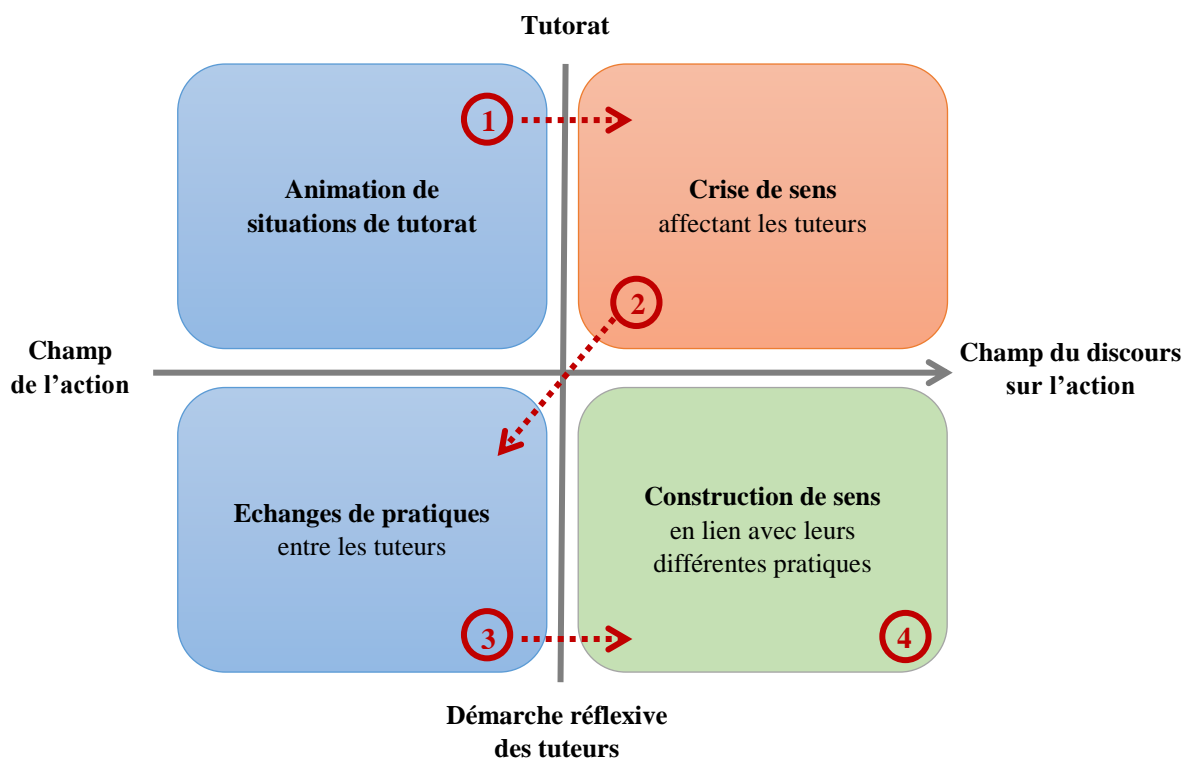 Tutorat
1
Animation de
situations de tutorat
Crise de sens
affectant les tuteurs
2
Champ
de l’action
Champ du discours
sur l’action
Echanges de pratiques
entre les tuteurs
3
Construction de sens
en lien avec leurs
différentes pratiques
4
Démarche réflexive
des tuteurs